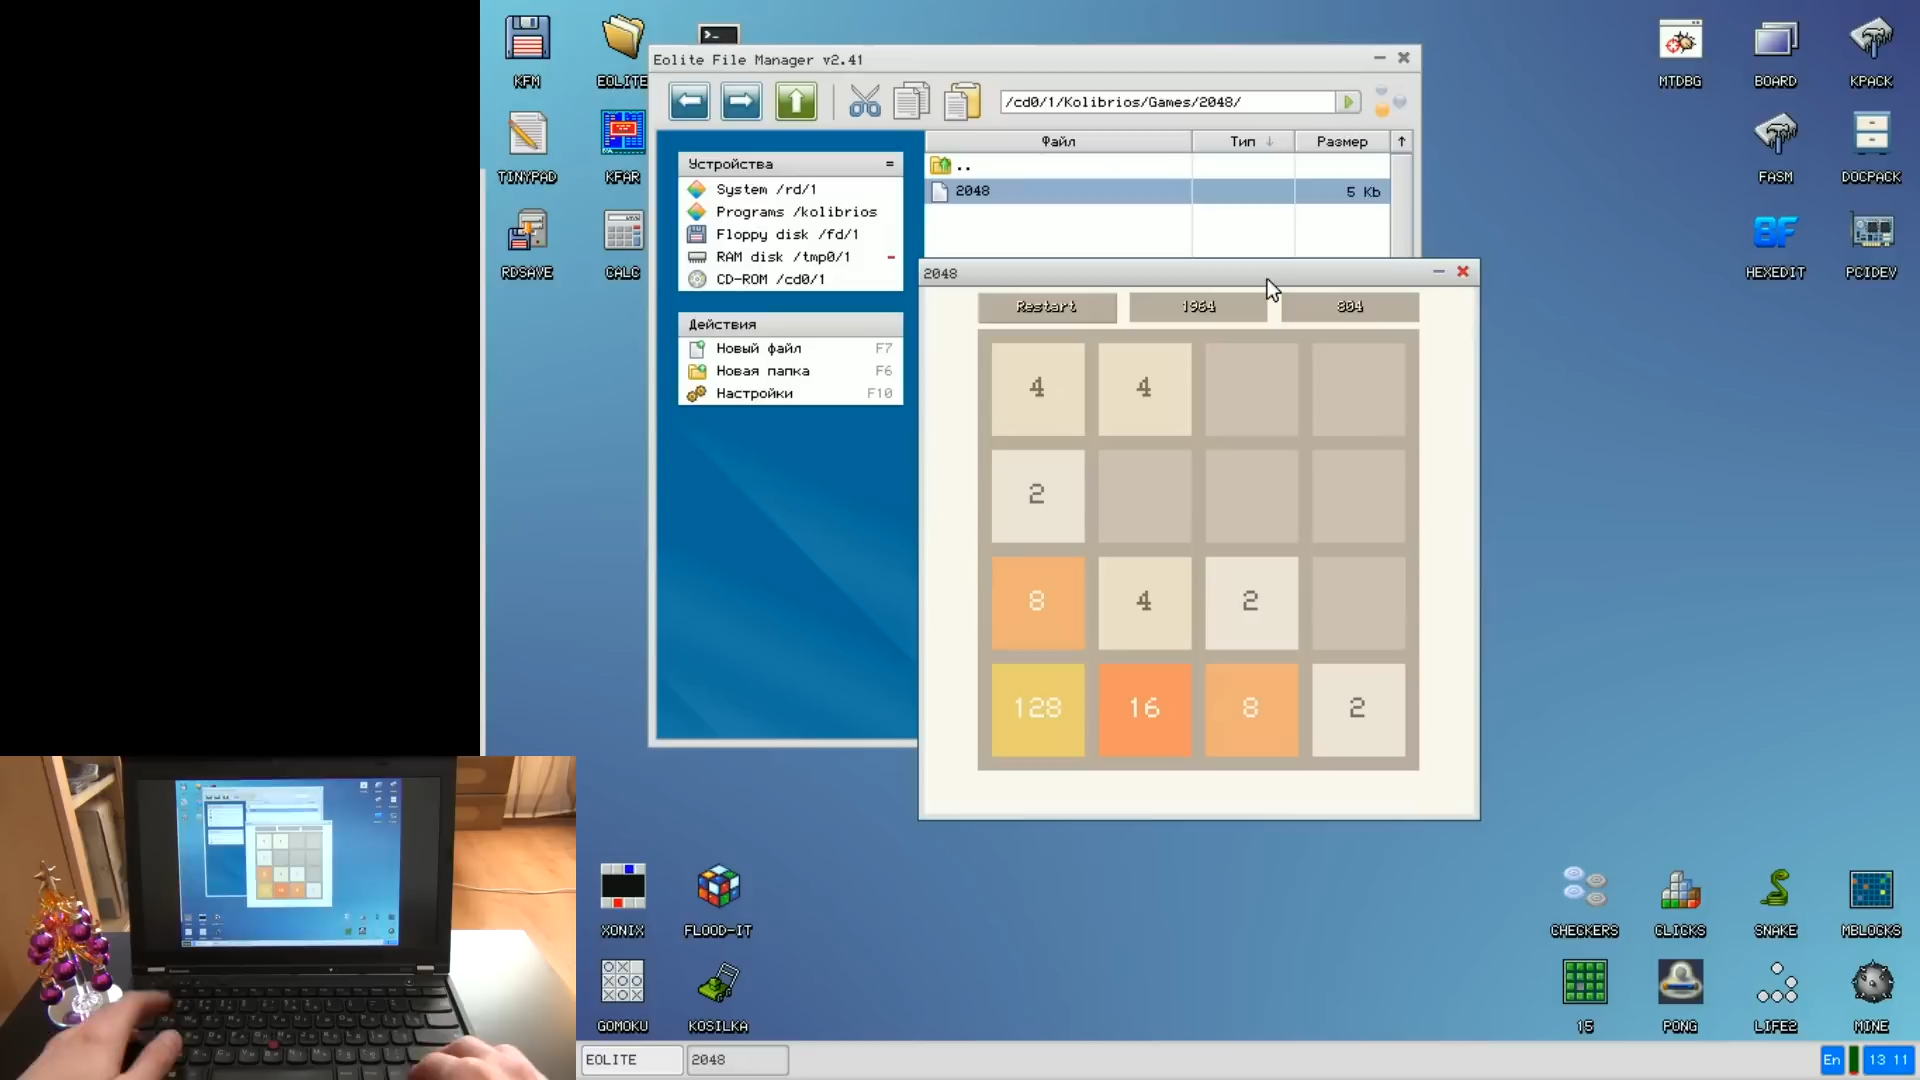 KFM
EOLITE
MTDBG
BOARD
KPACK
TINYPAD
KFAR
FASM
DOCPACK
RDSAVE
CALC
HEXEDIT
PCIDEV
Eolite File Manager v2.41
/cd0/1/Kolibrios/Games/2048/
Файл Тип Размер
..
2048 5 Kb
Устройства
System /rd/1
Programs /kolibrios
Floppy disk /fd/1
RAM disk /tmp0/1
CD-ROM /cd0/1
Действия
Новый файл F7
Новая папка F6
Настройки F10
2048
Restart 1964 804
4 4
2
8 4 2
128 16 8 2
XONIX
FLOOD-IT
CHECKERS
CLICKS
SNAKE
MBLOCKS
GOMOKU
KOSILKA
15
PONG
LIFE2
MINE
EOLITE
2048
En
13 11